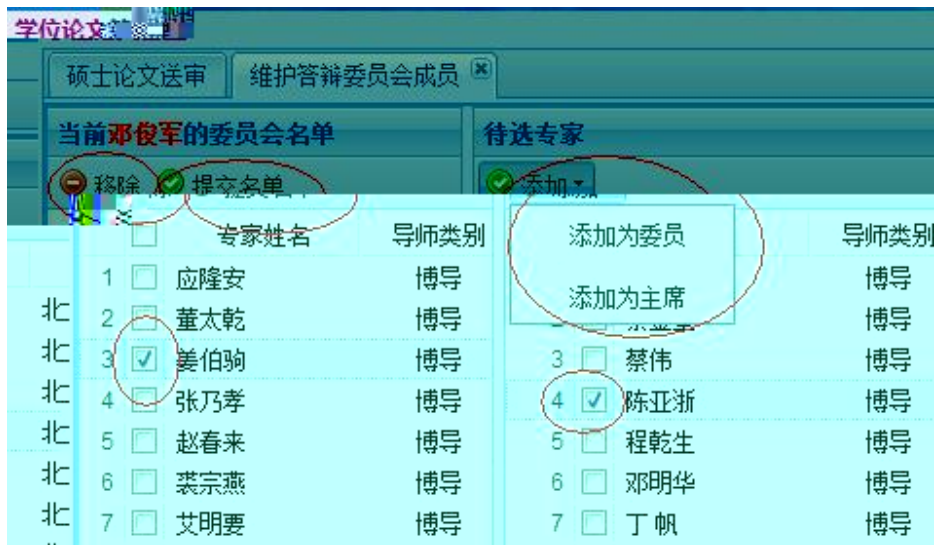 学位论文
硕士论文送审 维护答辩委员会成员
当前邓俊军的委员会名单 待选专家
移除 提交名单 添加
专家姓名 导师类别 添加为委员 导师类别
1 应隆安 博导 博导
添加为主席
北 2 董太乾 博导 博导
北 3 姜伯驹 博导 3 蔡伟 博导
北 4 张乃孝 博导 4 陈亚浙 博导
北 5 赵春来 博导 5 程乾生 博导
北 6 裘宗燕 博导 6 邓明华 博导
北 7 艾明要 博导 7 丁帆 博导